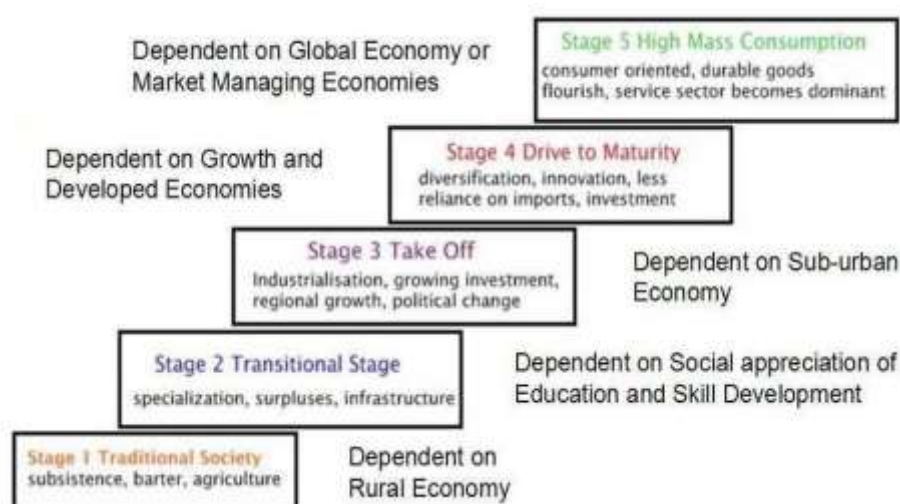 Dependent on Global Economy or
Market Managing Economies
Stage 5 High Mass Consumption
consumer oriented, durable goods
flourish, service sector becomes dominant
Dependent on Growth and
Developed Economies
Stage 4 Drive to Maturity
diversification, innovation, less
reliance on imports, investment
Stage 3 Take Off
Industrialisation, growing investment,
regional growth, political change
Dependent on Sub-urban
Economy
Stage 2 Transitional Stage
specialization, surpluses, infrastructure
Dependent on Social appreciation of
Education and Skill Development
Stage 1 Traditional Society
subsistence, barter, agriculture
Dependent on
Rural Economy